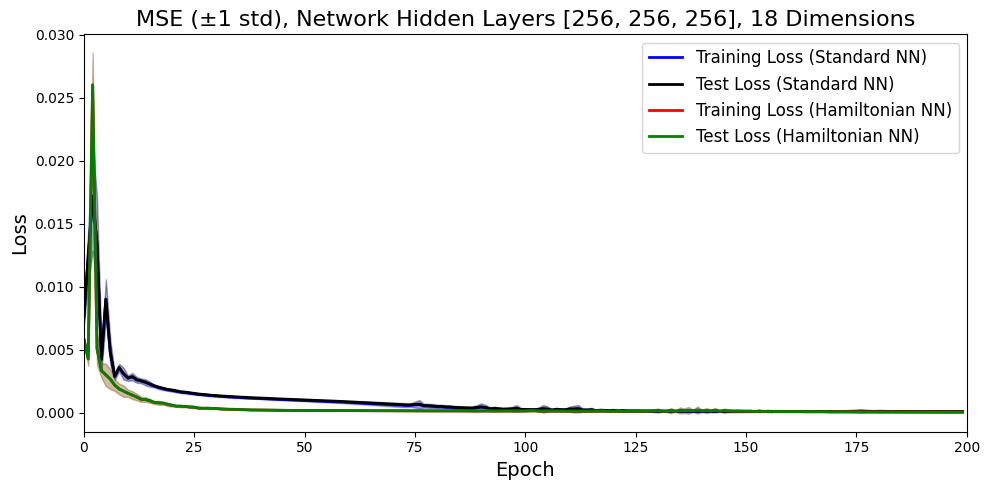 MSE (±1 std), Network Hidden Layers [256, 256, 256], 18 Dimensions
Training Loss (Standard NN)
Test Loss (Standard NN)
Training Loss (Hamiltonian NN)
Test Loss (Hamiltonian NN)
Loss
0.030
0.025
0.020
0.015
0.010
0.005
0.000
0 25 50 75 100 125 150 175 200
Epoch